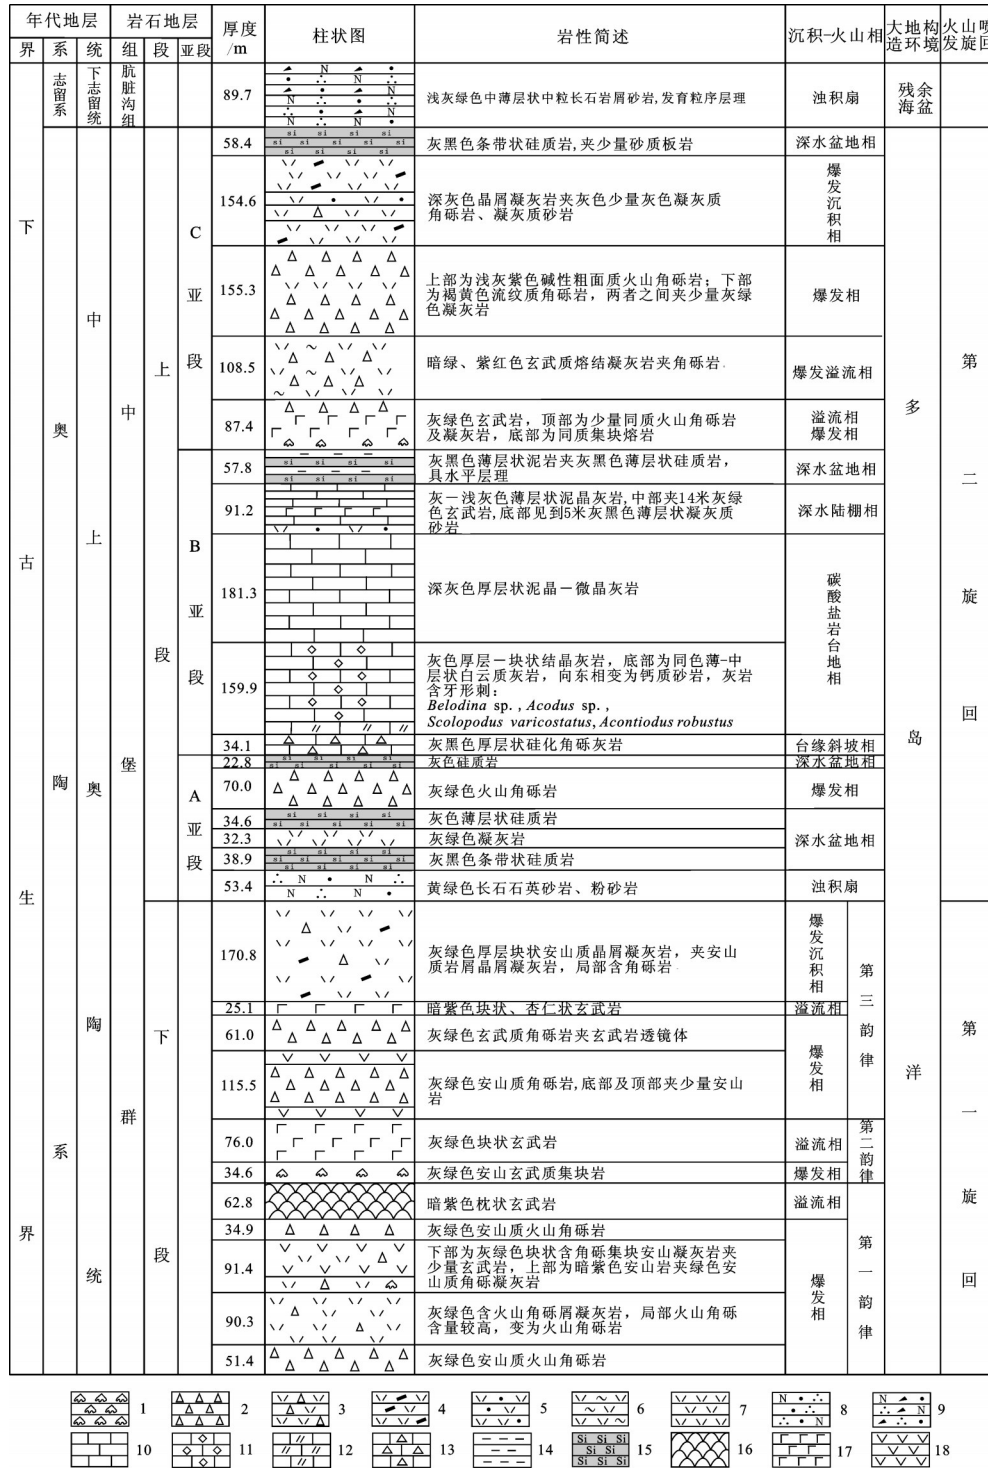 年代地层 岩石地层 厚度/m 柱状图 岩性简述 沉积-火山相 大地构造环境 火山喷发旋回
界 系 统 组 段 亚段
下古生界
志留系
下志留统
肮脏沟组
奥陶系
中上奥陶统
中堡群
上段
下段
C亚段
B亚段
A亚段
89.7 浅灰绿色中薄层状中粒长石岩屑砂岩,发育粒序层理 浊积扇 残余海盆
58.4 灰黑色条带状硅质岩,夹少量砂质板岩 深水盆地相
154.6 深灰色晶屑凝灰岩夹灰色少量灰色凝灰质
角砾岩、凝灰质砂岩
爆发沉积相
155.3 上部为浅灰紫色碱性粗面质火山角砾岩;下部
为褐黄色流纹质角砾岩,两者之间夹少量灰绿
色凝灰岩
爆发相
108.5 暗绿、紫红色玄武质熔结凝灰岩夹角砾岩 爆发溢流相
87.4 灰绿色玄武岩,顶部为少量同质火山角砾岩
及凝灰岩,底部为同质集块熔岩
溢流相
爆发相
57.8 灰黑色薄层状泥岩夹灰黑色薄层状硅质岩,
具水平层理
深水盆地相
91.2 灰—浅灰色薄层状泥晶灰岩,中部夹14米灰绿
色玄武岩,底部见到5米灰黑色薄层状凝灰质
砂岩
深水陆棚相
181.3 深灰色厚层状泥晶—微晶灰岩
碳酸盐岩台地相
159.9 灰色厚层—块状结晶灰岩,底部为同色薄-中
层状白云质灰岩,向东相变为钙质砂岩,灰岩
含牙形刺:
Belodina sp., Acodus sp.,
Scolopodus varicostatus, Acontiodus robustus
34.1 灰黑色厚层状硅化角砾灰岩 台缘斜坡相
22.8 灰色硅质岩 深水盆地相
70.0 灰绿色火山角砾岩 爆发相
34.6 灰色薄层状硅质岩
32.3 灰绿色凝灰岩 深水盆地相
38.9 灰黑色条带状硅质岩
53.4 黄绿色长石石英砂岩、粉砂岩 浊积扇
170.8 灰绿色厚层块状安山质晶屑凝灰岩,夹安山
质岩屑晶屑凝灰岩,局部含角砾岩
爆发沉积相
25.1 暗紫色块状、杏仁状玄武岩 溢流相
61.0 灰绿色玄武质角砾岩夹玄武岩透镜体
爆发相
115.5 灰绿色安山质角砾岩,底部及顶部夹少量安山
岩
第三韵律
76.0 灰绿色块状玄武岩 溢流相
34.6 灰绿色安山玄武质集块岩 爆发相
第二韵律
62.8 暗紫色枕状玄武岩 溢流相
34.9 灰绿色安山质火山角砾岩
91.4 下部为灰绿色块状含角砾集块安山凝灰岩夹
少量玄武岩,上部为暗紫色安山岩夹绿色安
山质角砾凝灰岩
爆发相
90.3 灰绿色含火山角砾屑凝灰岩,局部火山角砾
含量较高,变为火山角砾岩
51.4 灰绿色安山质火山角砾岩
第一韵律
多岛洋
第二旋回
第一旋回
1 2 3 4 5 6 7 8 9
10 11 12 13 14 15 16 17 18